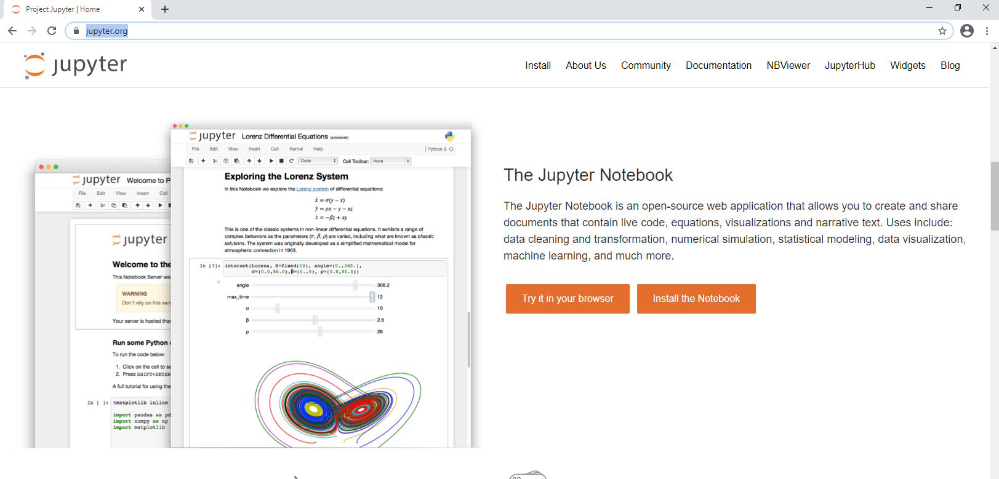 Project Jupyter | Home
jupyter.org
jupyter
Install About Us Community Documentation NBViewer JupyterHub Widgets Blog
jupyter Lorenz Differential Equations (autosaved)
File Edit View Insert Cell Kernel Help Python 3
Code Cell Toolbar: None
Exploring the Lorenz System
In this Notebook we explore the Lorenz system of differential equations:
ẋ = σ(y − x)
ẏ = ρx − y − xz
ż = −βz + xy
This is one of the classic systems in non-linear differential equations. It exhibits a range of
complex behaviors as the parameters (σ, β, ρ) are varied, including what are known as chaotic
solutions. The system was originally developed as a simplified mathematical model for
atmospheric convection in 1963.
In [7]: interact(Lorenz, N=fixed(10), angle=(0.,360.),
σ=(0.0,50.0),β=(0.,5), ρ=(0.0,50.0))
angle 308.2
max_time 12
σ 10
β 2.6
ρ 28
jupyter Welcome to P
File Edit View Insert Cell
jupyter
Welcome to the
This Notebook Server wa
WARNING
Don't rely on this serv
Your server is hosted thar
Run some Python
To run the code below:
1. Click on the cell to se
2. Press SHIFT+ENTER
A full tutorial for using the
In [ ]: %matplotlib inline
import pandas as pd
import numpy as np
import matplotlib
The Jupyter Notebook
The Jupyter Notebook is an open-source web application that allows you to create and share
documents that contain live code, equations, visualizations and narrative text. Uses include:
data cleaning and transformation, numerical simulation, statistical modeling, data visualization,
machine learning, and much more.
Try it in your browser Install the Notebook